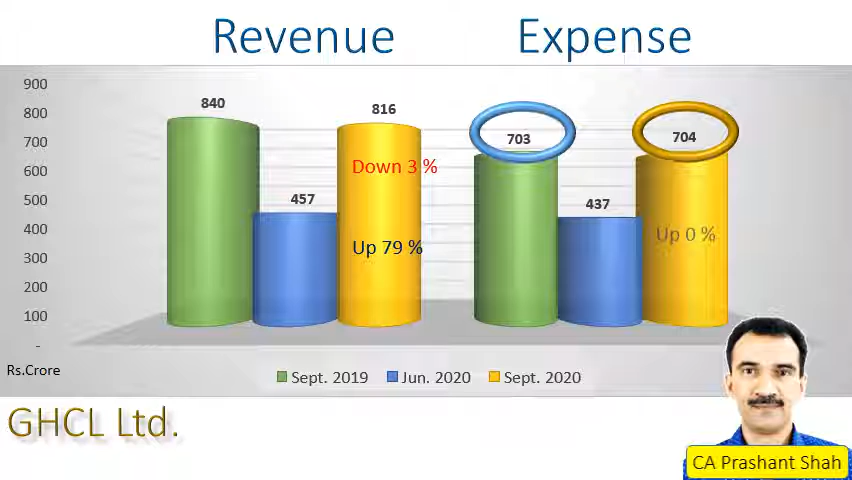 Revenue Expense
900
800
700
600
500
400
300
200
100
-
840
457
816
Down 3 %
Up 79 %
703
437
704
Up 0 %
Rs.Crore
Sept. 2019 Jun. 2020 Sept. 2020
GHCL Ltd.
CA Prashant Shah